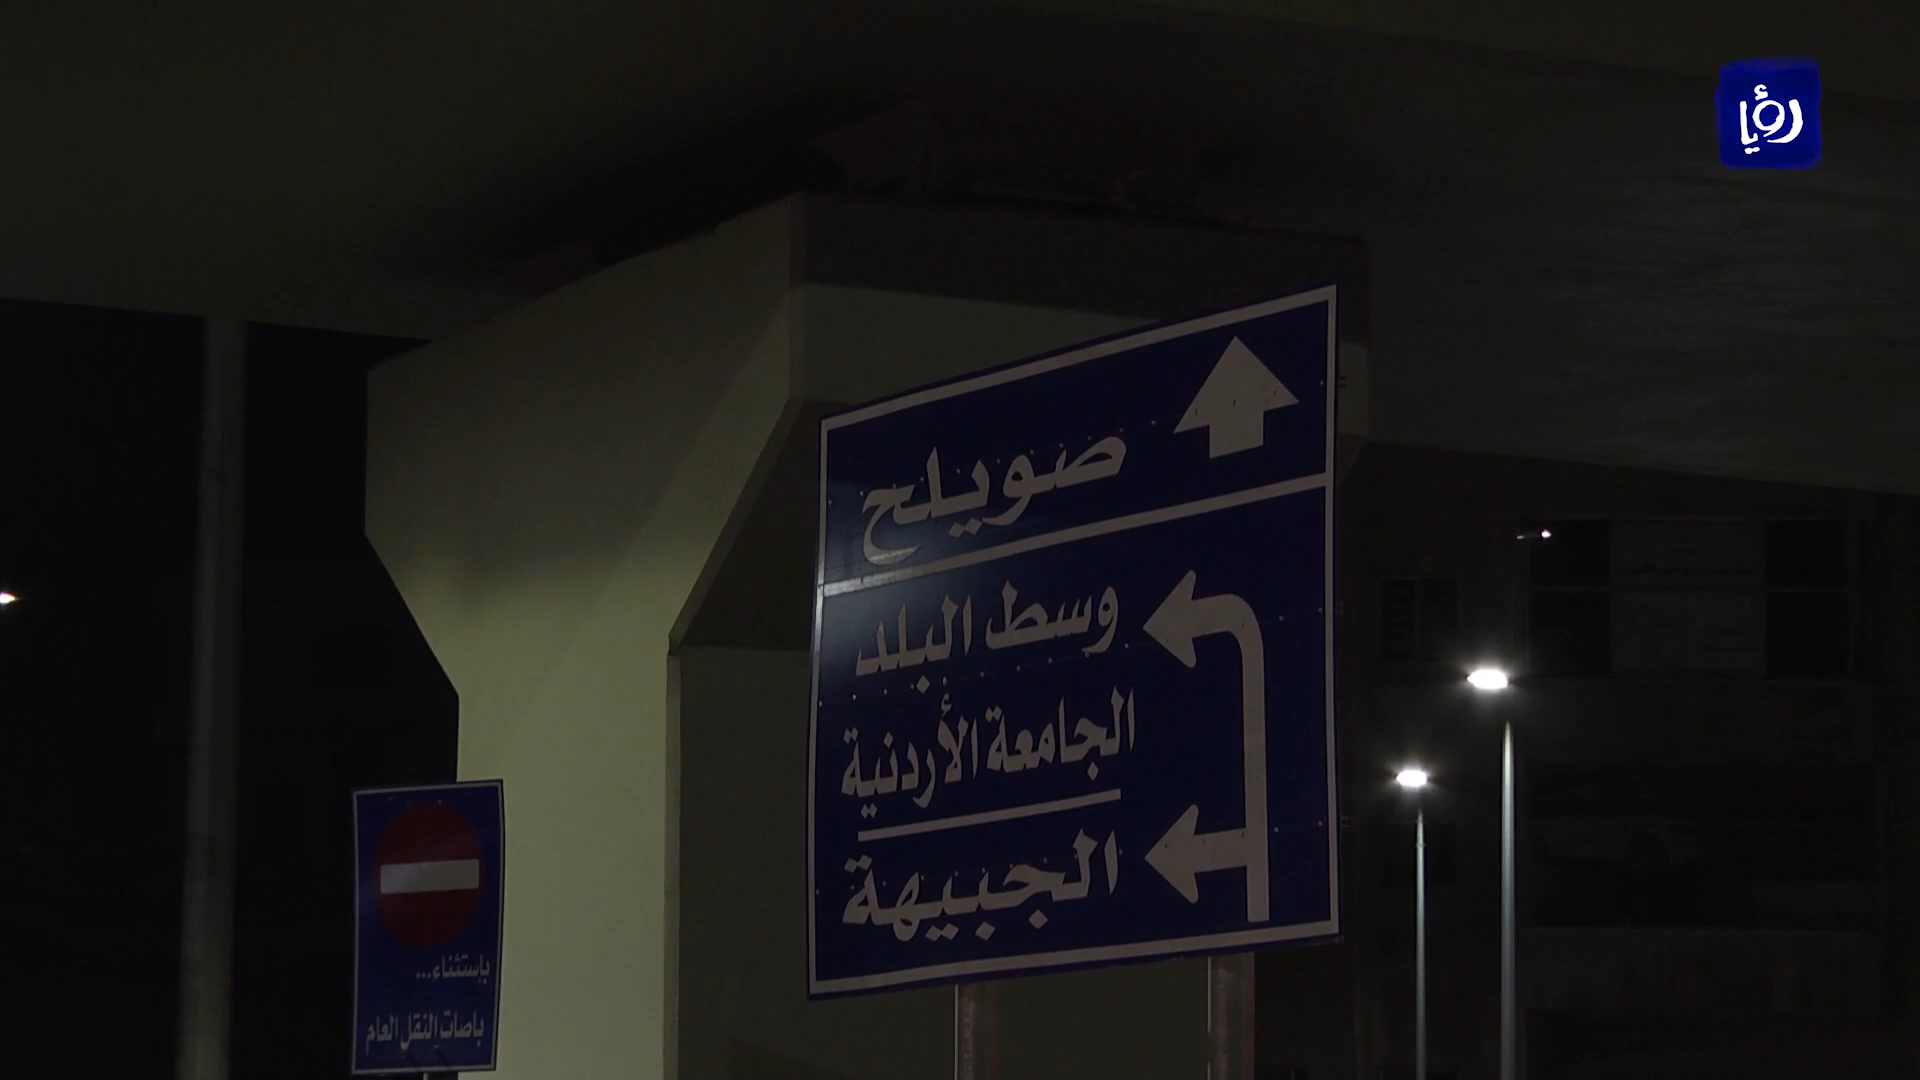 رؤيا
صويلح
وسط البلد
الجامعة الأردنية
الجبيهة
باستثناء...
باصات النقل العام